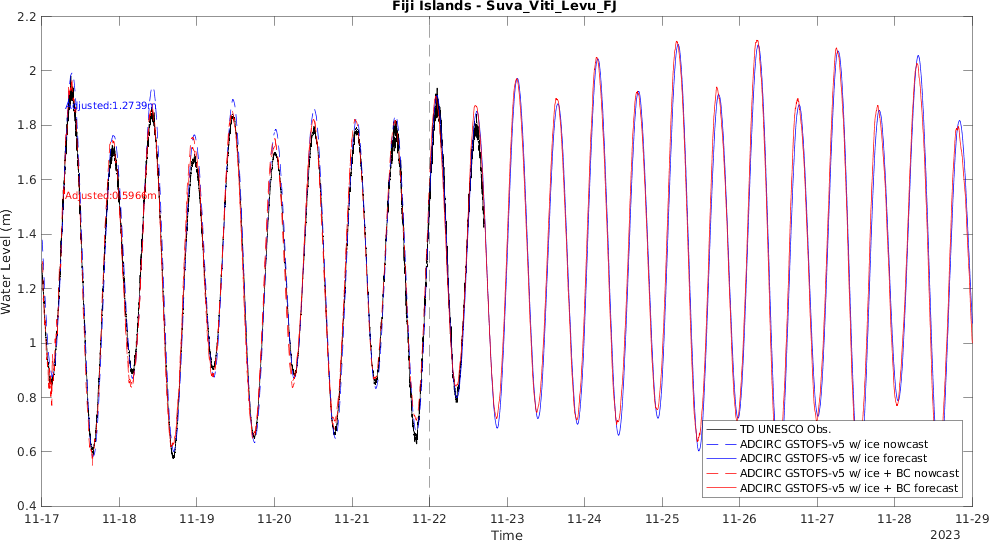 Fiji Islands - Suva_Viti_Levu_FJ
2.2
2
1.8
1.6
1.4
1.2
1
0.8
0.6
0.4
Water Level (m)
Adjusted:1.2739m
Adjusted:0.5966m
TD UNESCO Obs.
ADCIRC GSTOFS-v5 w/ ice nowcast
ADCIRC GSTOFS-v5 w/ ice forecast
ADCIRC GSTOFS-v5 w/ ice + BC nowcast
ADCIRC GSTOFS-v5 w/ ice + BC forecast
11-17 11-18 11-19 11-20 11-21 11-22 11-23 11-24 11-25 11-26 11-27 11-28 11-29
Time
2023